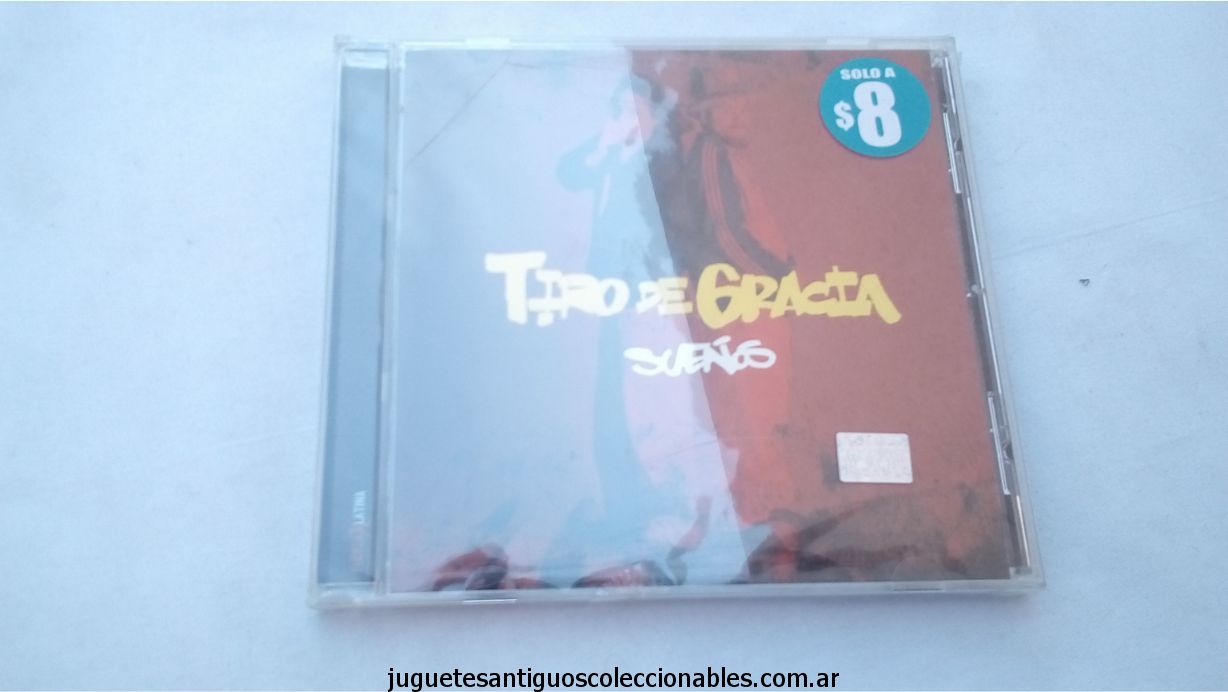 SOLO A
$8
TIRO DE GRACIA
SUEÑOS
LATINA
juguetesantiguoscoleccionables.com.ar